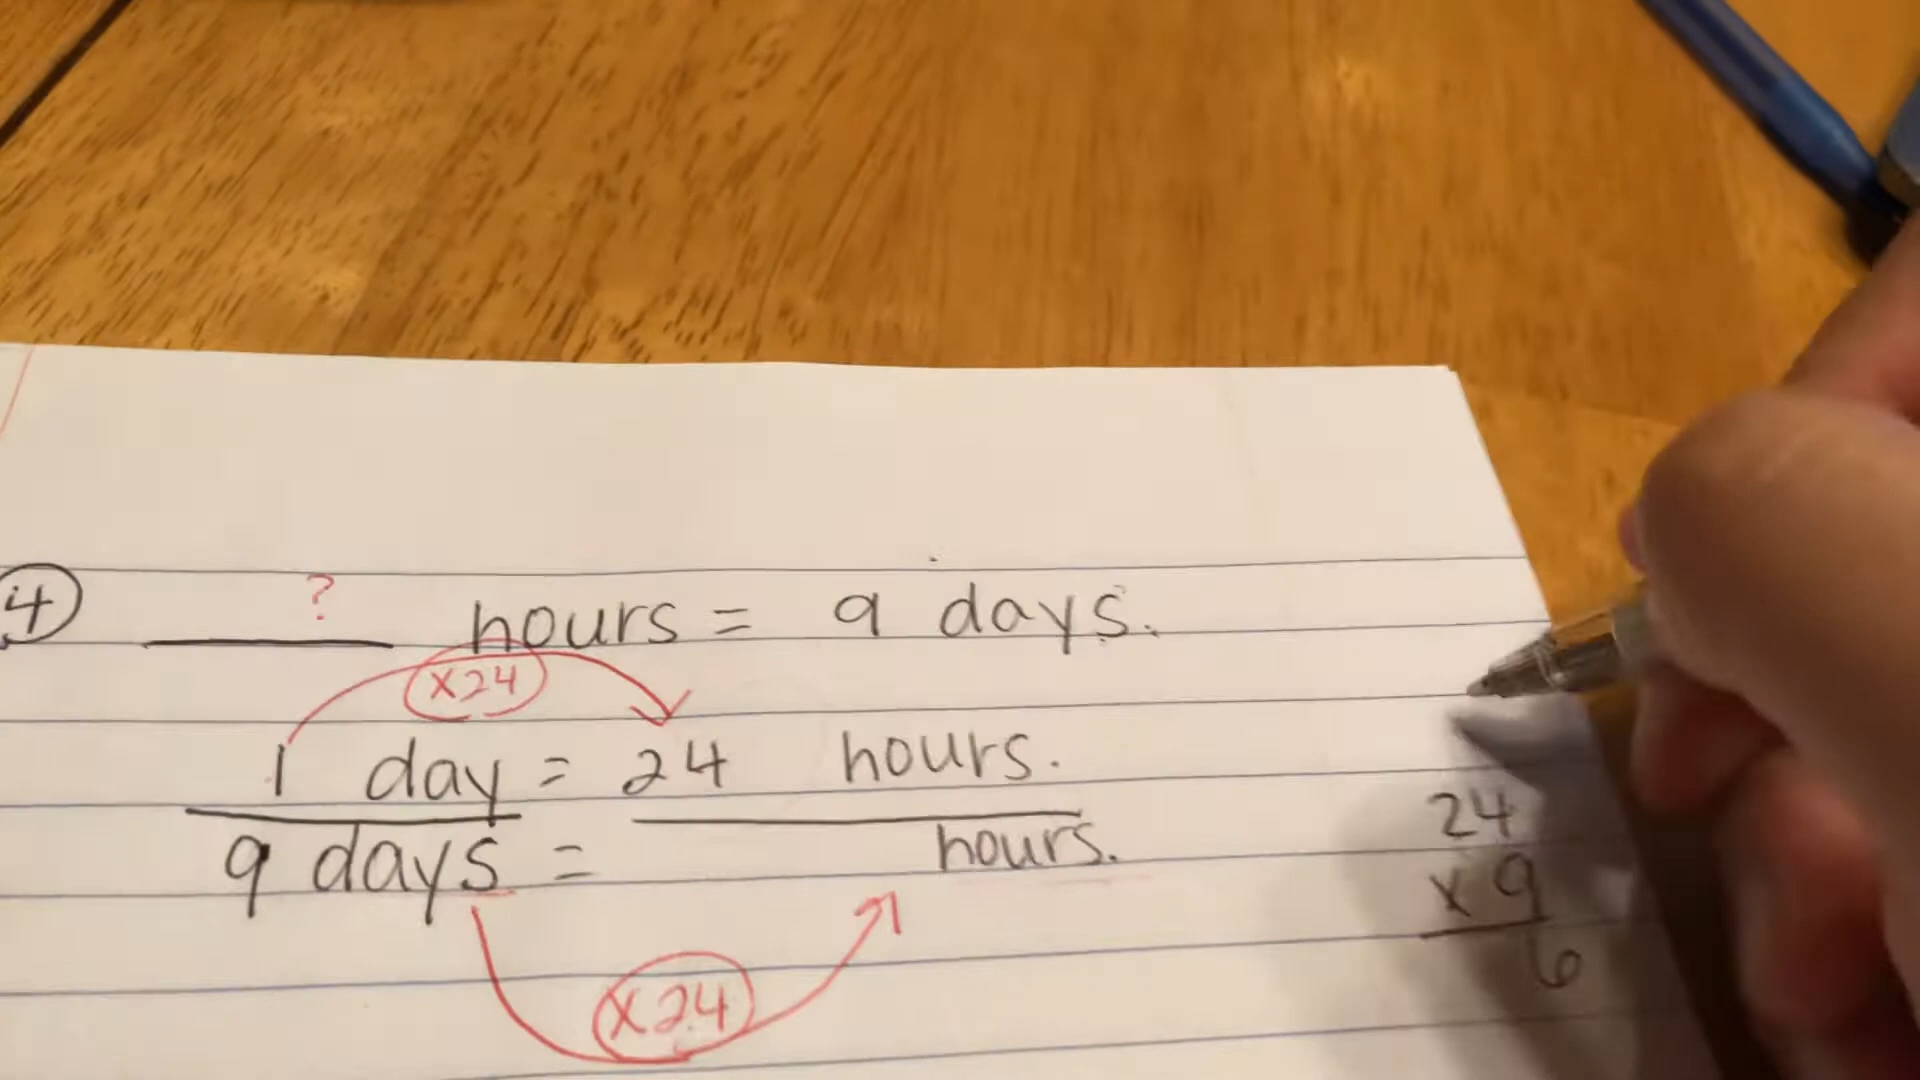 4 ? hours = 9 days.
x24
1 day = 24 hours.
9 days = hours.
x24
24
x 9
6